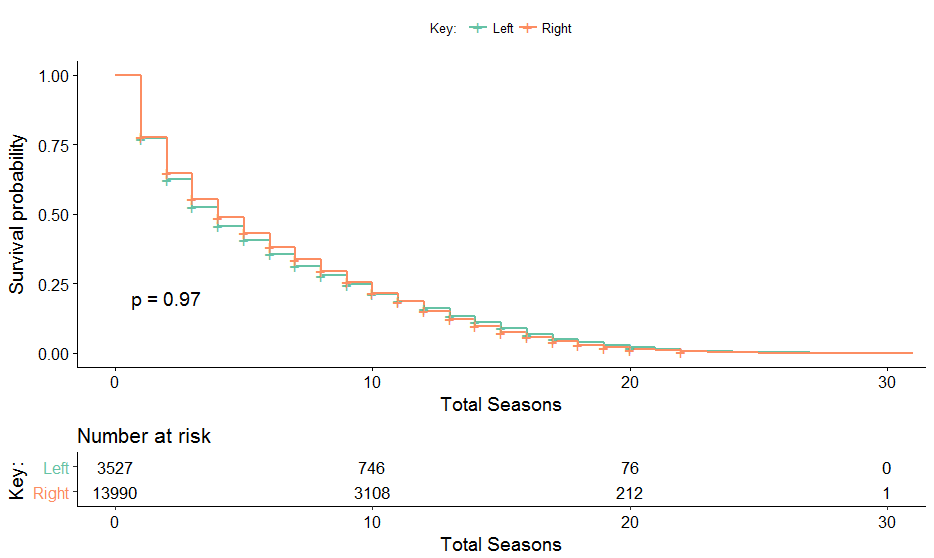 Key: Left Right
1.00
0.75
0.50
0.25
0.00
Survival probability
p = 0.97
0 10 20 30
Total Seasons
Number at risk
Key:
Left 3527 746 76 0
Right 13990 3108 212 1
0 10 20 30
Total Seasons